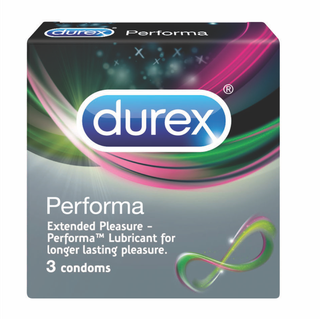 durex Performa
durex®
Performa
Extended Pleasure –
Performa™ Lubricant for
longer lasting pleasure.
3 condoms